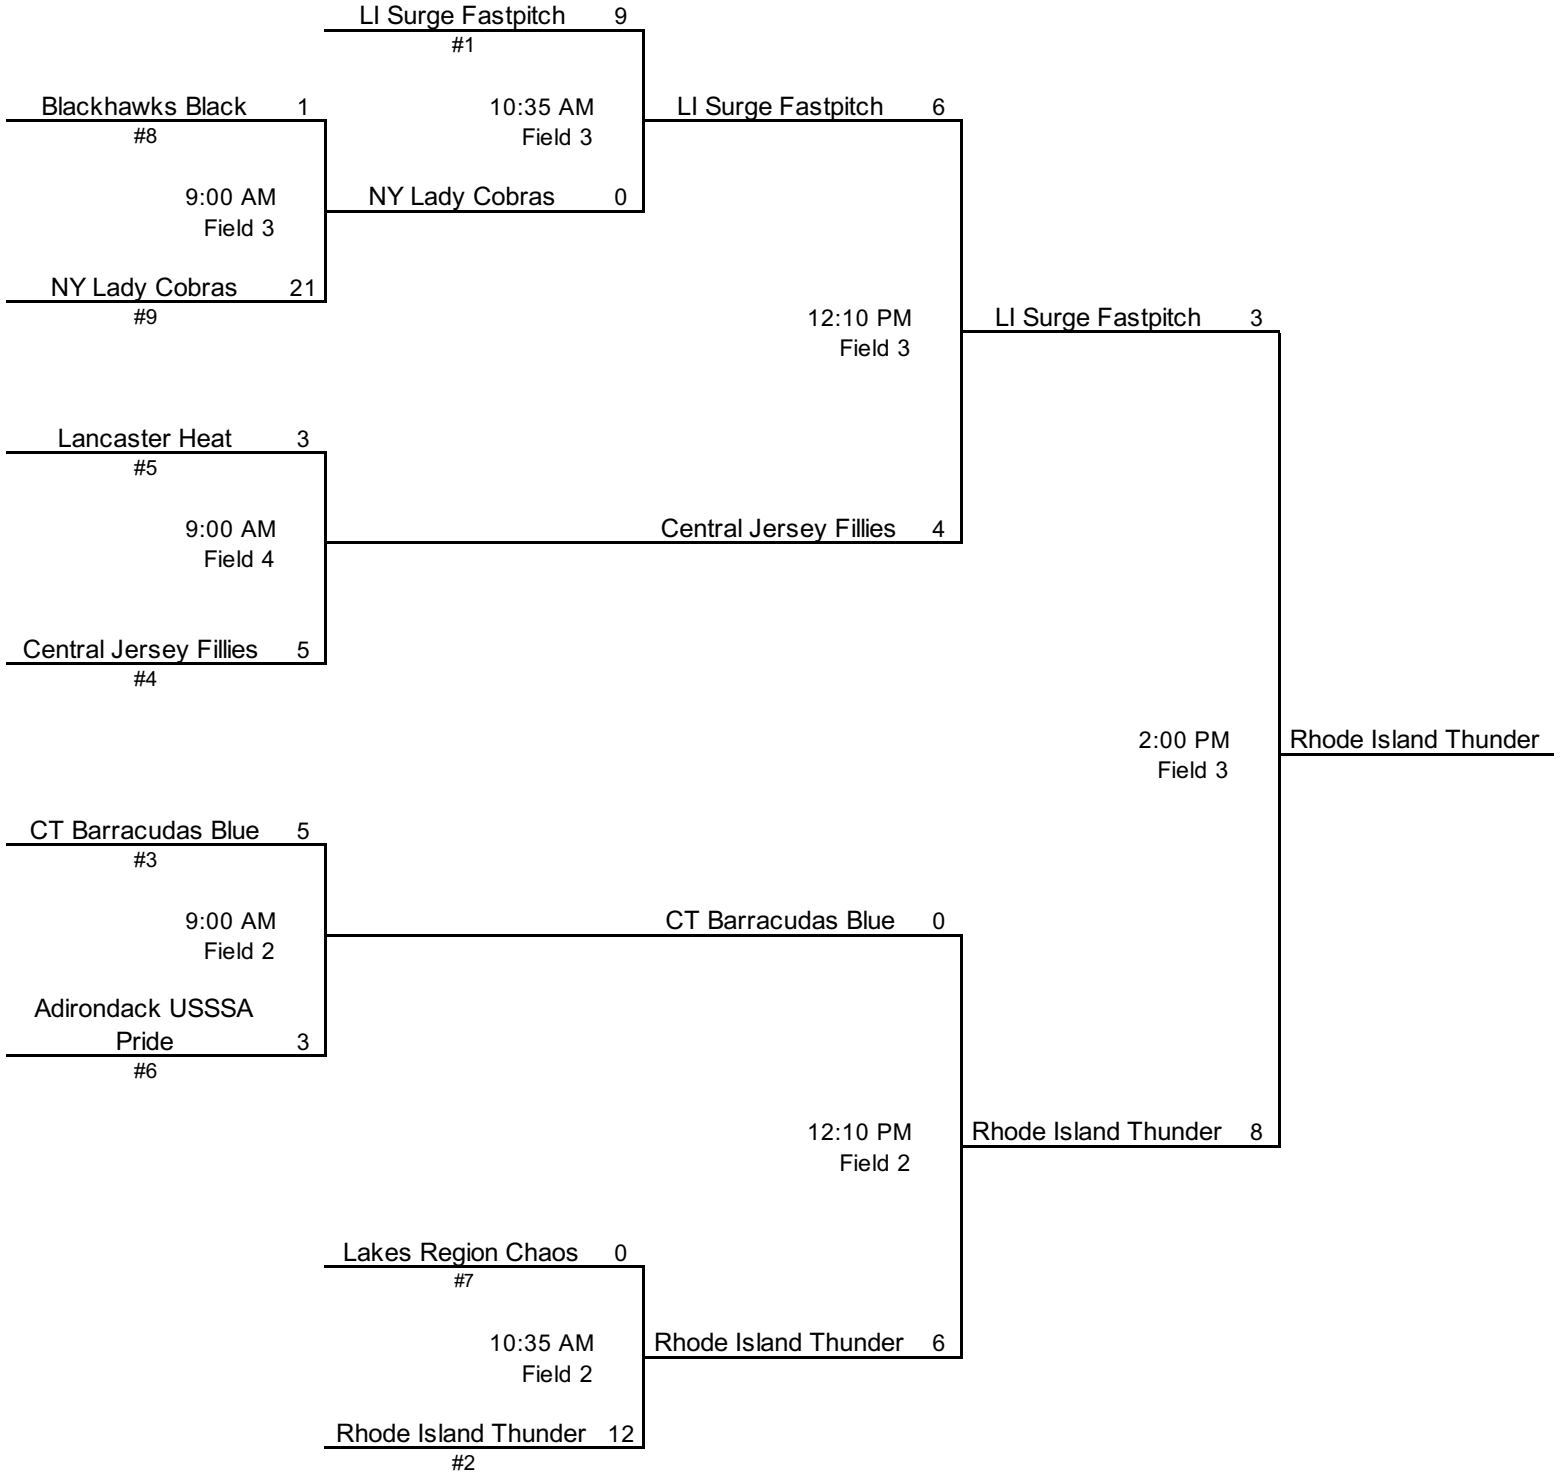 LI Surge Fastpitch 9
#1
Blackhawks Black 1
#8
10:35 AM
Field 3
LI Surge Fastpitch 6
9:00 AM
Field 3
NY Lady Cobras 0
NY Lady Cobras 21
#9
12:10 PM
Field 3
LI Surge Fastpitch 3
Lancaster Heat 3
#5
9:00 AM
Field 4
Central Jersey Fillies 4
Central Jersey Fillies 5
#4
2:00 PM
Field 3
Rhode Island Thunder
CT Barracudas Blue 5
#3
9:00 AM
Field 2
CT Barracudas Blue 0
Adirondack USSSA
Pride 3
#6
12:10 PM
Field 2
Rhode Island Thunder 8
Lakes Region Chaos 0
#7
10:35 AM
Field 2
Rhode Island Thunder 6
Rhode Island Thunder 12
#2